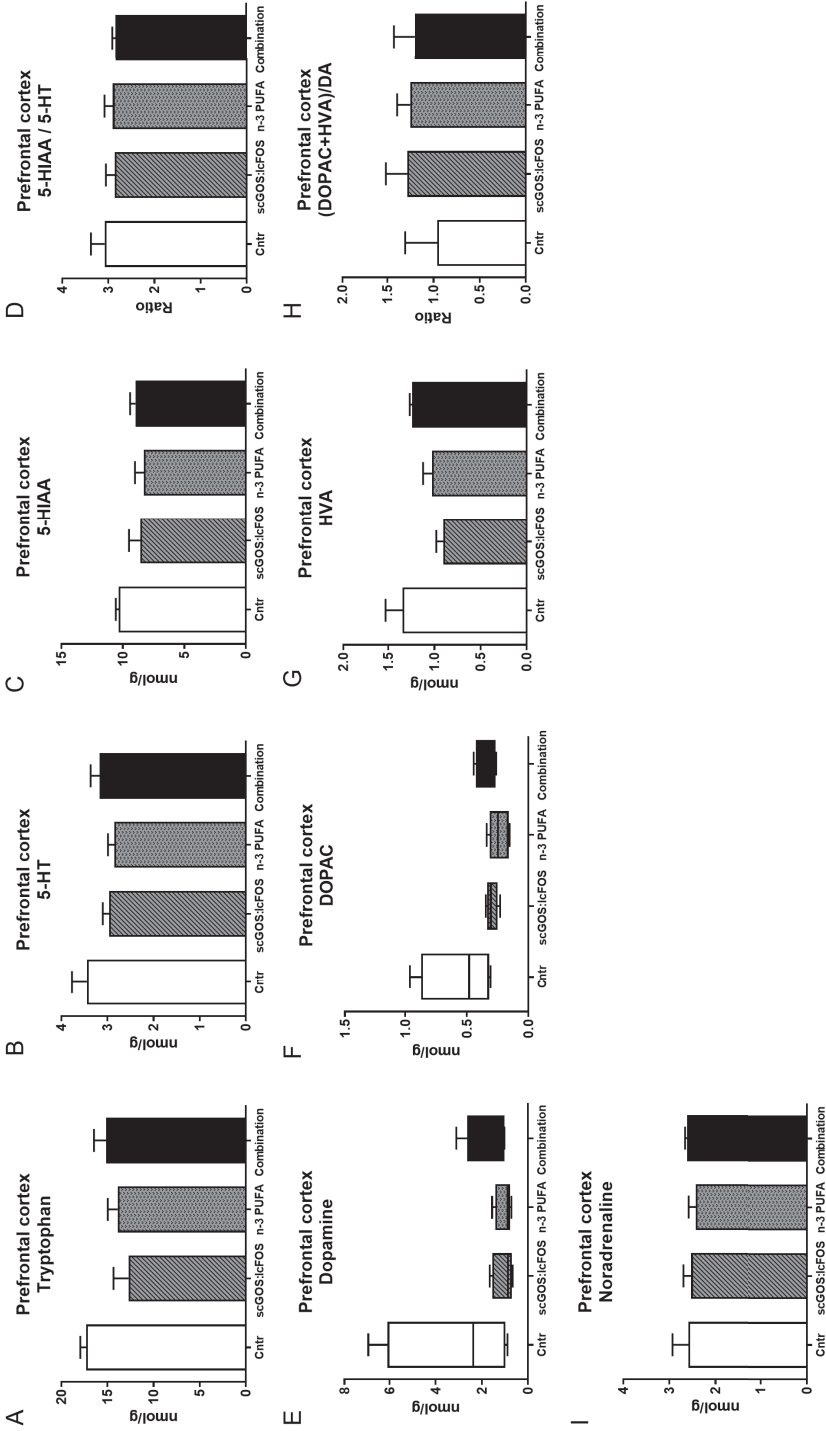 A
Prefrontal cortex
Tryptophan
nmol/g
20
15
10
5
0
Cntr scGOS:lcFOS n-3 PUFA Combination
B
Prefrontal cortex
5-HT
nmol/g
4
3
2
1
0
Cntr scGOS:lcFOS n-3 PUFA Combination
C
Prefrontal cortex
5-HIAA
nmol/g
15
10
5
0
Cntr scGOS:lcFOS n-3 PUFA Combination
D
Prefrontal cortex
5-HIAA / 5-HT
Ratio
4
3
2
1
0
Cntr scGOS:lcFOS n-3 PUFA Combination
E
Prefrontal cortex
Dopamine
nmol/g
8
6
4
2
0
Cntr scGOS:lcFOS n-3 PUFA Combination
F
Prefrontal cortex
DOPAC
nmol/g
1.5
1.0
0.5
0.0
Cntr scGOS:lcFOS n-3 PUFA Combination
G
Prefrontal cortex
HVA
nmol/g
2.0
1.5
1.0
0.5
0.0
Cntr scGOS:lcFOS n-3 PUFA Combination
H
Prefrontal cortex
(DOPAC+HVA)/DA
Ratio
2.0
1.5
1.0
0.5
0.0
Cntr scGOS:lcFOS n-3 PUFA Combination
I
Prefrontal cortex
Noradrenaline
nmol/g
4
3
2
1
0
Cntr scGOS:lcFOS n-3 PUFA Combination